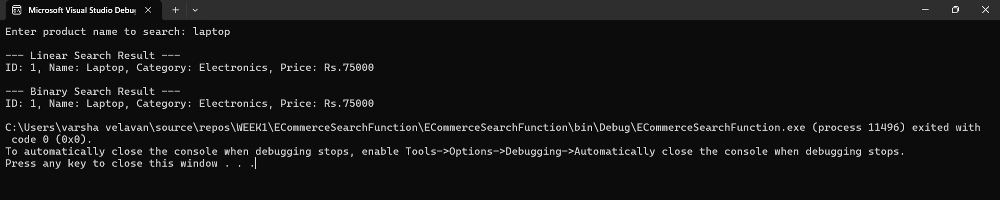 Microsoft Visual Studio Debug
Enter product name to search: laptop
--- Linear Search Result ---
ID: 1, Name: Laptop, Category: Electronics, Price: Rs.75000
--- Binary Search Result ---
ID: 1, Name: Laptop, Category: Electronics, Price: Rs.75000
C:\Users\varsha velavan\source\repos\WEEK1\ECommerceSearchFunction\ECommerceSearchFunction\bin\Debug\ECommerceSearchFunction.exe (process 11496) exited with
code 0 (0x0).
To automatically close the console when debugging stops, enable Tools->Options->Debugging->Automatically close the console when debugging stops.
Press any key to close this window . . .